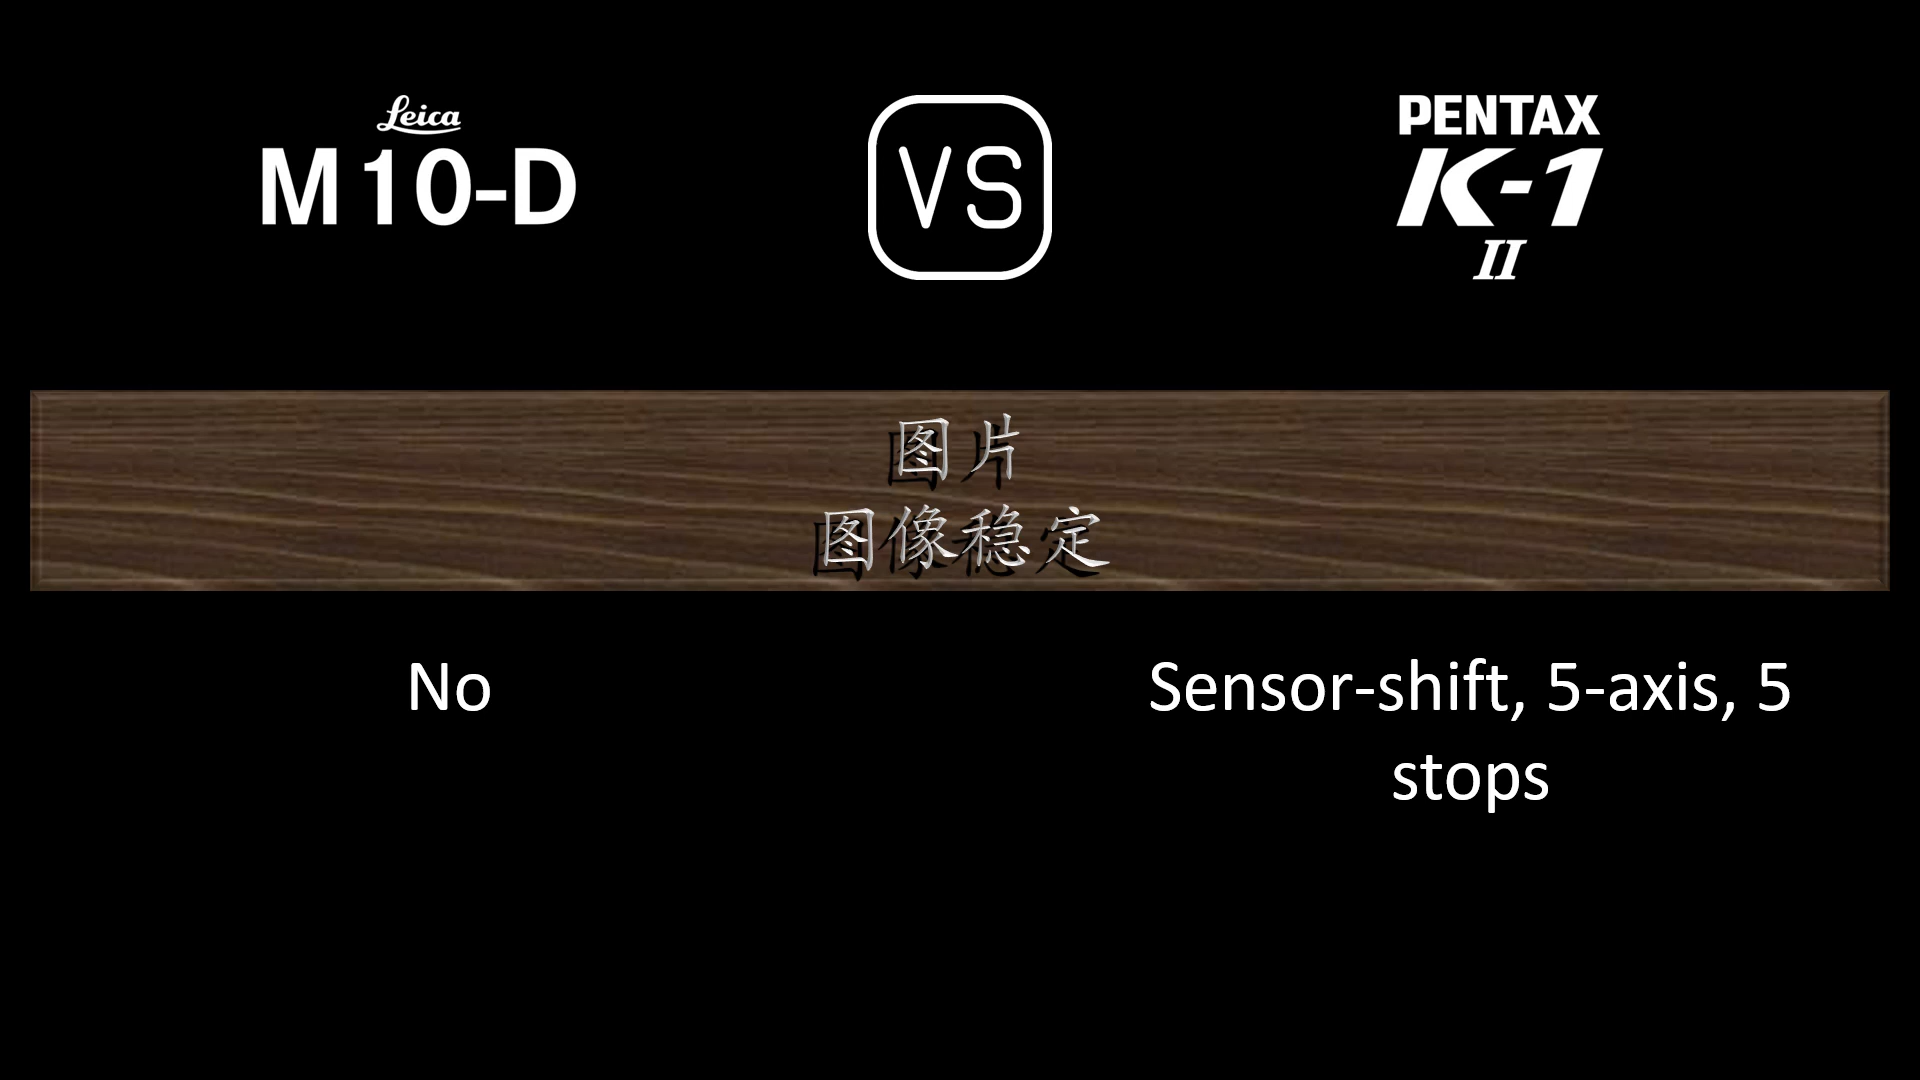 Leica
M10-D
VS
PENTAX
K-1
II
图片
图像稳定
No
Sensor-shift, 5-axis, 5
stops